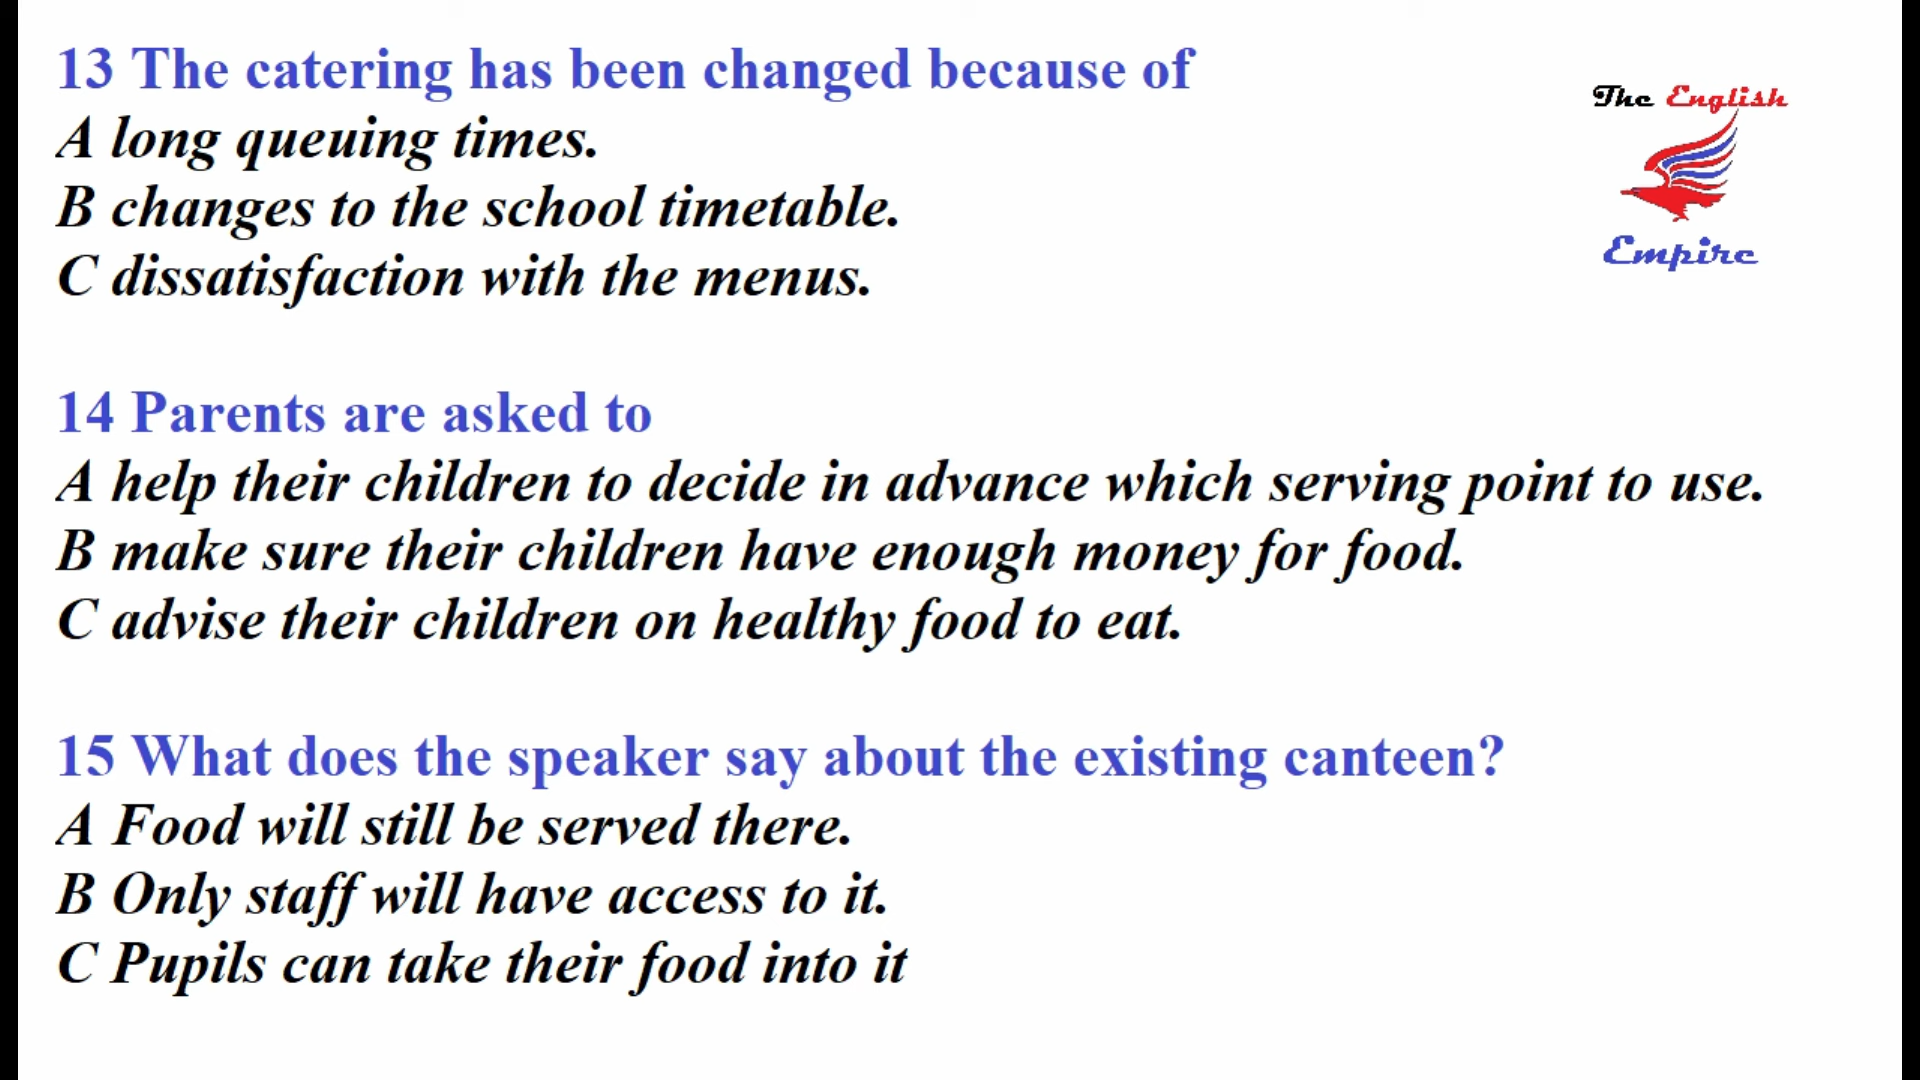 13 The catering has been changed because of
A long queuing times.
B changes to the school timetable.
C dissatisfaction with the menus.
The English
Empire
14 Parents are asked to
A help their children to decide in advance which serving point to use.
B make sure their children have enough money for food.
C advise their children on healthy food to eat.
15 What does the speaker say about the existing canteen?
A Food will still be served there.
B Only staff will have access to it.
C Pupils can take their food into it